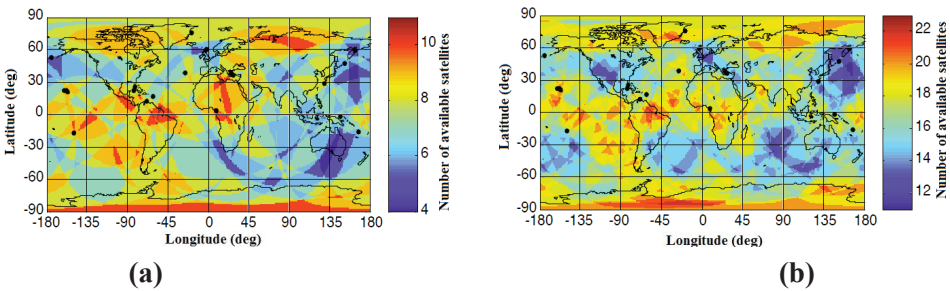 90
60
30
0
-30
-60
-90
Latitude (deg)
-180 -135 -90 -45 0 45 90 135 180
Longitude (deg)
10
8
6
4
Number of available satellites
(a)
90
60
30
0
-30
-60
-90
Latitude (deg)
-180 -135 -90 -45 0 45 90 135 180
Longitude (deg)
22
20
18
16
14
12
Number of available satellites
(b)